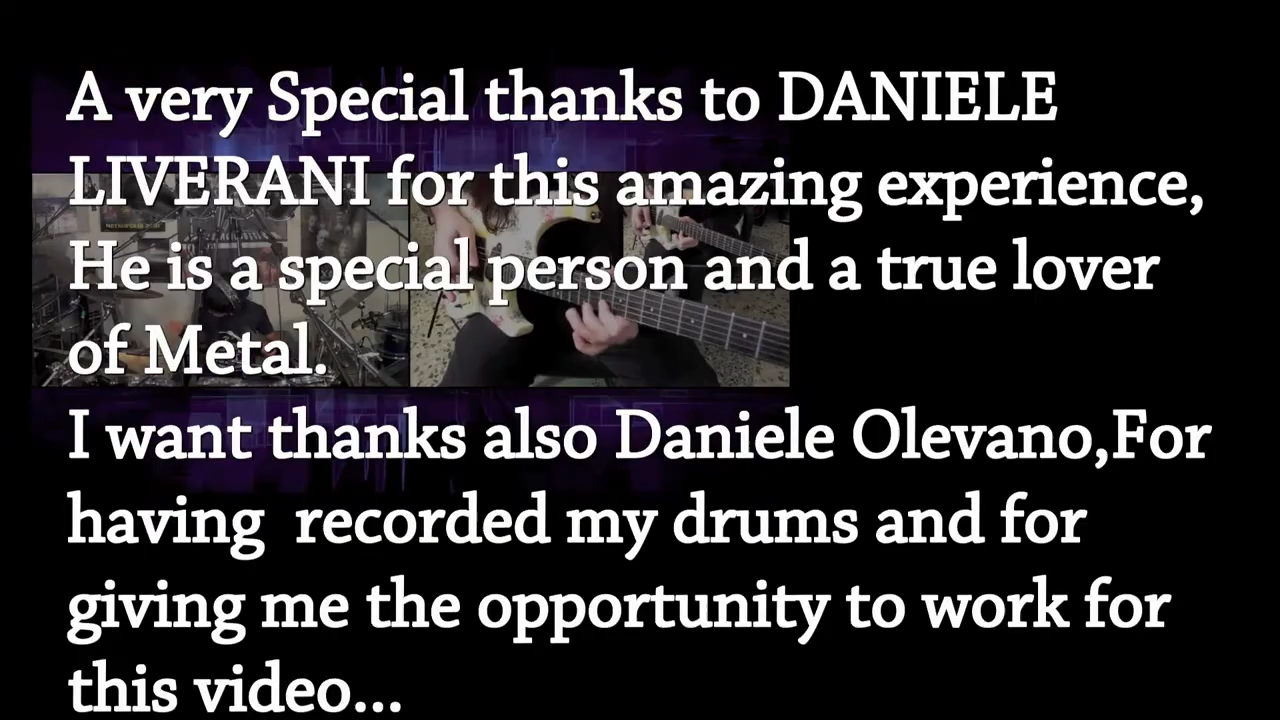 A very Special thanks to DANIELE
LIVERANI for this amazing experience,
He is a special person and a true lover
of Metal.
I want thanks also Daniele Olevano,For
having  recorded my drums and for
giving me the opportunity to work for
this video...